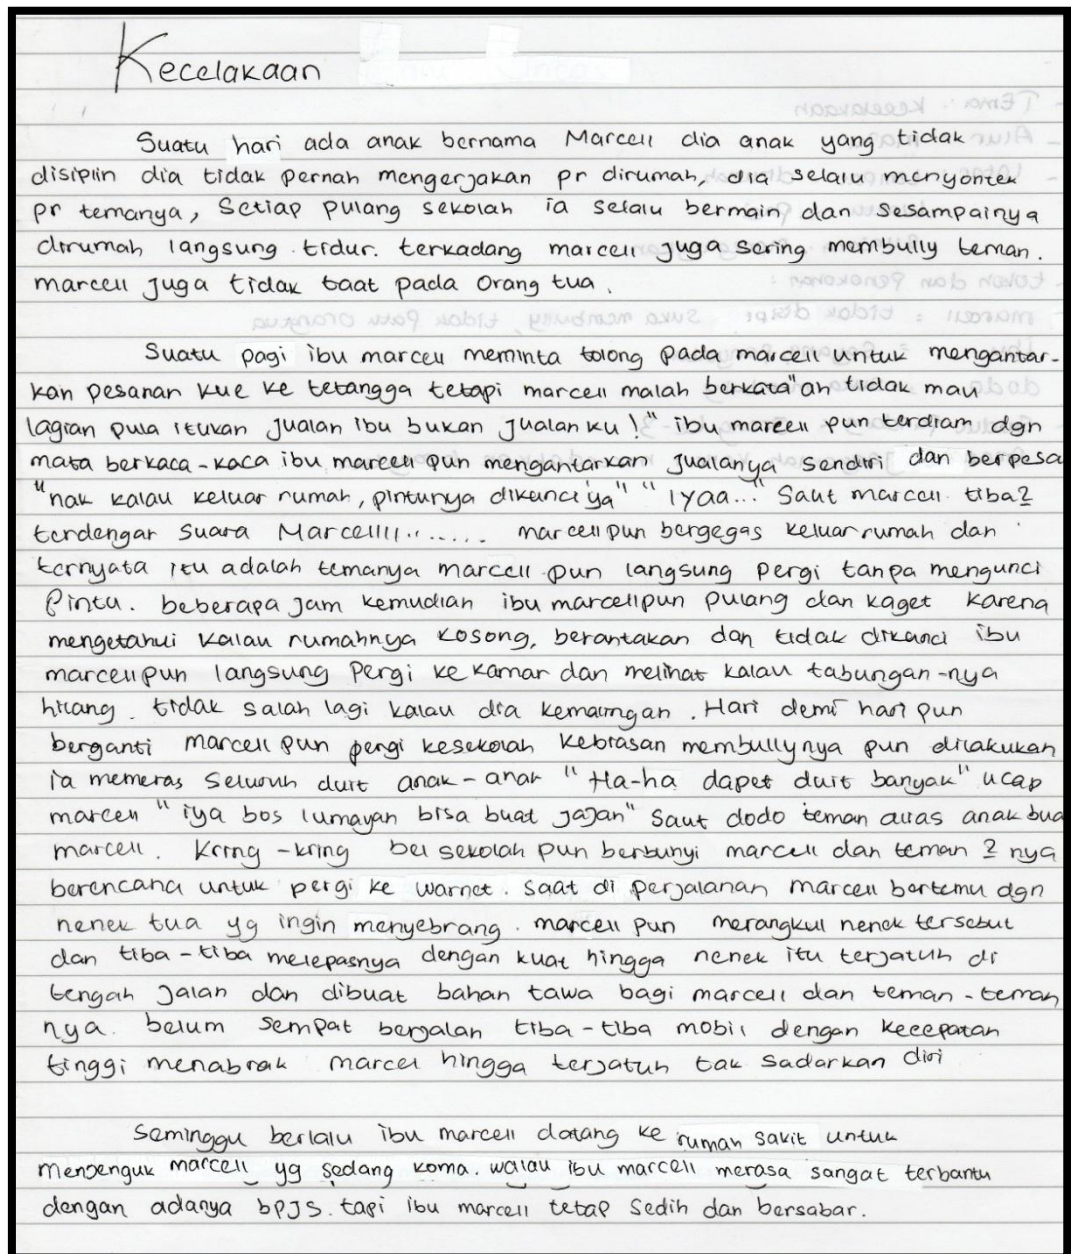 Kecelakaan
Suatu hari ada anak bernama Marcell dia anak yang tidak
disiplin dia tidak pernah mengerjakan pr dirumah, dia selalu menyontek
pr temanya, Setiap pulang sekolah ia selalu bermain dan sesampainya
dirumah langsung tidur. terkadang marcell juga sering membully teman.
marcell juga tidak taat pada orang tua.
Suatu pagi ibu marcell meminta tolong pada marcell untuk mengantar-
kan pesanan kue ke tetangga tetapi marcell malah berkata "ah tidak mau
lagian pula itukan jualan ibu bukan jualanku!" ibu marcell pun terdiam dgn
mata berkaca-kaca ibu marcell pun mengantarkan jualanya sendiri dan berpesa
"nak kalau keluar rumah, pintunya dikunci ya" "iyaa..." Saut marcell tiba2
terdengar suara Marcellll....... marcell pun bergegas keluar rumah dan
ternyata itu adalah temanya marcell pun langsung pergi tanpa mengunci
Pintu. beberapa jam kemudian ibu marcellpun pulang dan kaget karena
mengetahui kalau rumahnya kosong, berantakan dan tidak dikunci ibu
marcellpun langsung pergi ke kamar dan melihat kalau tabungan-nya
hilang. tidak salah lagi kalau dia kemalingan. Hari demi hari pun
berganti marcell pun pergi kesekolah kebiasan membullynya pun dilakukan
ia memeras seluruh duit anak-anak "Ha-ha dapet duit banyak" ucap
marcell "iya bos lumayan bisa buat jajan" Saut dodo teman alias anak bua
marcell. Kring-kring bel sekolah pun berbunyi marcell dan teman 2 nya
berencana untuk pergi ke warnet. saat di perjalanan marcell bertemu dgn
nenek tua yg ingin menyebrang. marcell pun merangkul nenek tersebut
dan tiba-tiba melepasnya dengan kuat hingga nenek itu terjatuh di
tengah jalan dan dibuat bahan tawa bagi marcell dan teman-teman
nya. belum sempat berjalan tiba-tiba mobil dengan kecepatan
tinggi menabrak marcel hingga terjatuh tak sadarkan diri
Seminggu berlalu ibu marcell datang ke rumah sakit untuk
menjenguk marcell yg sedang koma. walau ibu marcell merasa sangat terbantu
dengan adanya bpJS. tapi ibu marcell tetap sedih dan bersabar.